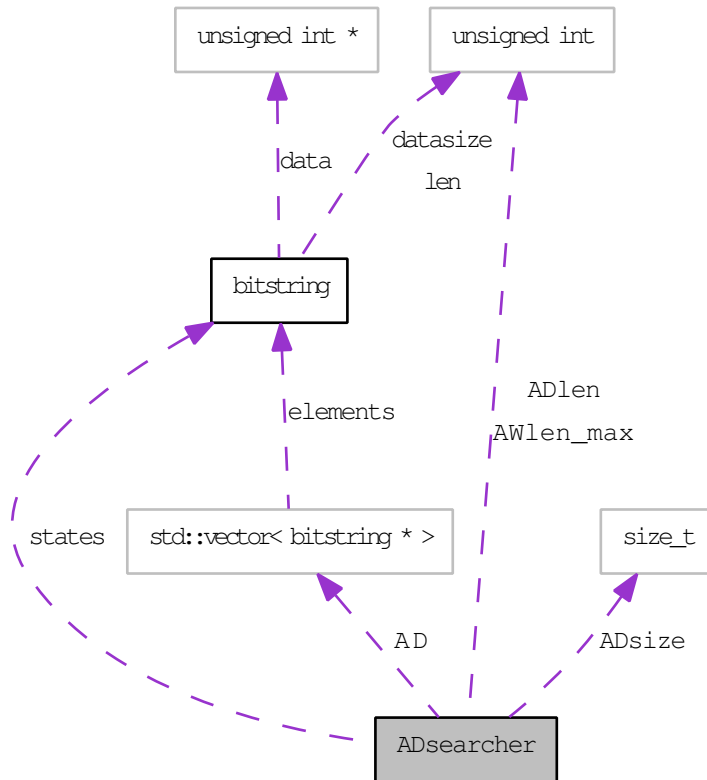 unsigned int *
unsigned int
data
datasize
len
bitstring
elements
ADlen
AWlen_max
states
std::vector< bitstring * >
size_t
AD
ADsize
ADsearcher